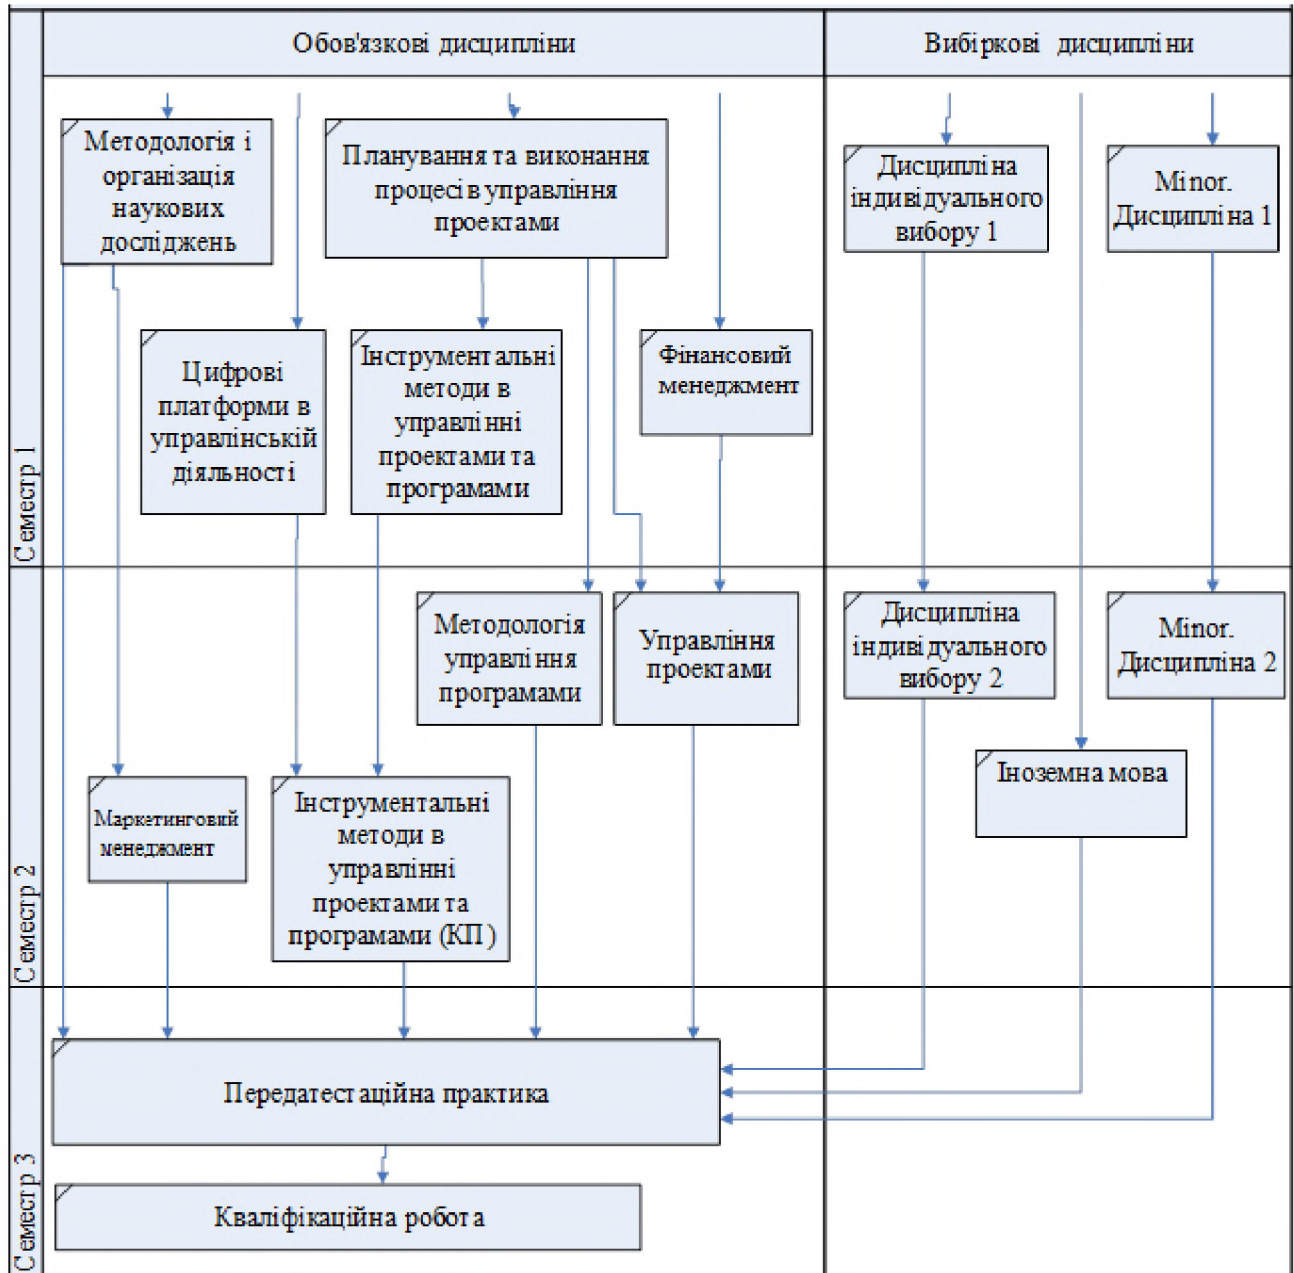 Обов'язкові дисципліни
Вибіркові дисципліни
Семестр 1
Методологія і
організація
наукових
досліджень
Планування та виконання
процесів управління
проектами
Дисципліна
індивідуального
вибору 1
Minor.
Дисципліна 1
Цифрові
платформи в
управлінській
діяльності
Інструментальні
методи в
управлінні
проектами та
програмами
Фінансовий
менеджмент
Семестр 2
Методологія
управління
програмами
Управління
проектами
Дисципліна
індивідуального
вибору 2
Minor.
Дисципліна 2
Іноземна мова
Маркетинговий
менеджмент
Інструментальні
методи в
управлінні
проектами та
програмами (КП)
Семестр 3
Передатестаційна практика
Кваліфікаційна робота